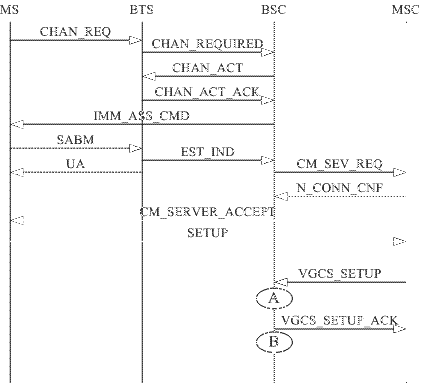 MS BTS BSC MSC
CHAN_REQ
CHAN_REQUIRED
CHAN_ACT
CHAN_ACT_ACK
IMM_ASS_CMD
SABM
EST_IND
UA
CM_SEV_REQ
N_CONN_CNF
CM_SERVER_ACCEPT
SETUP
VGCS_SETUP
A
VGCS_SETUP_ACK
B